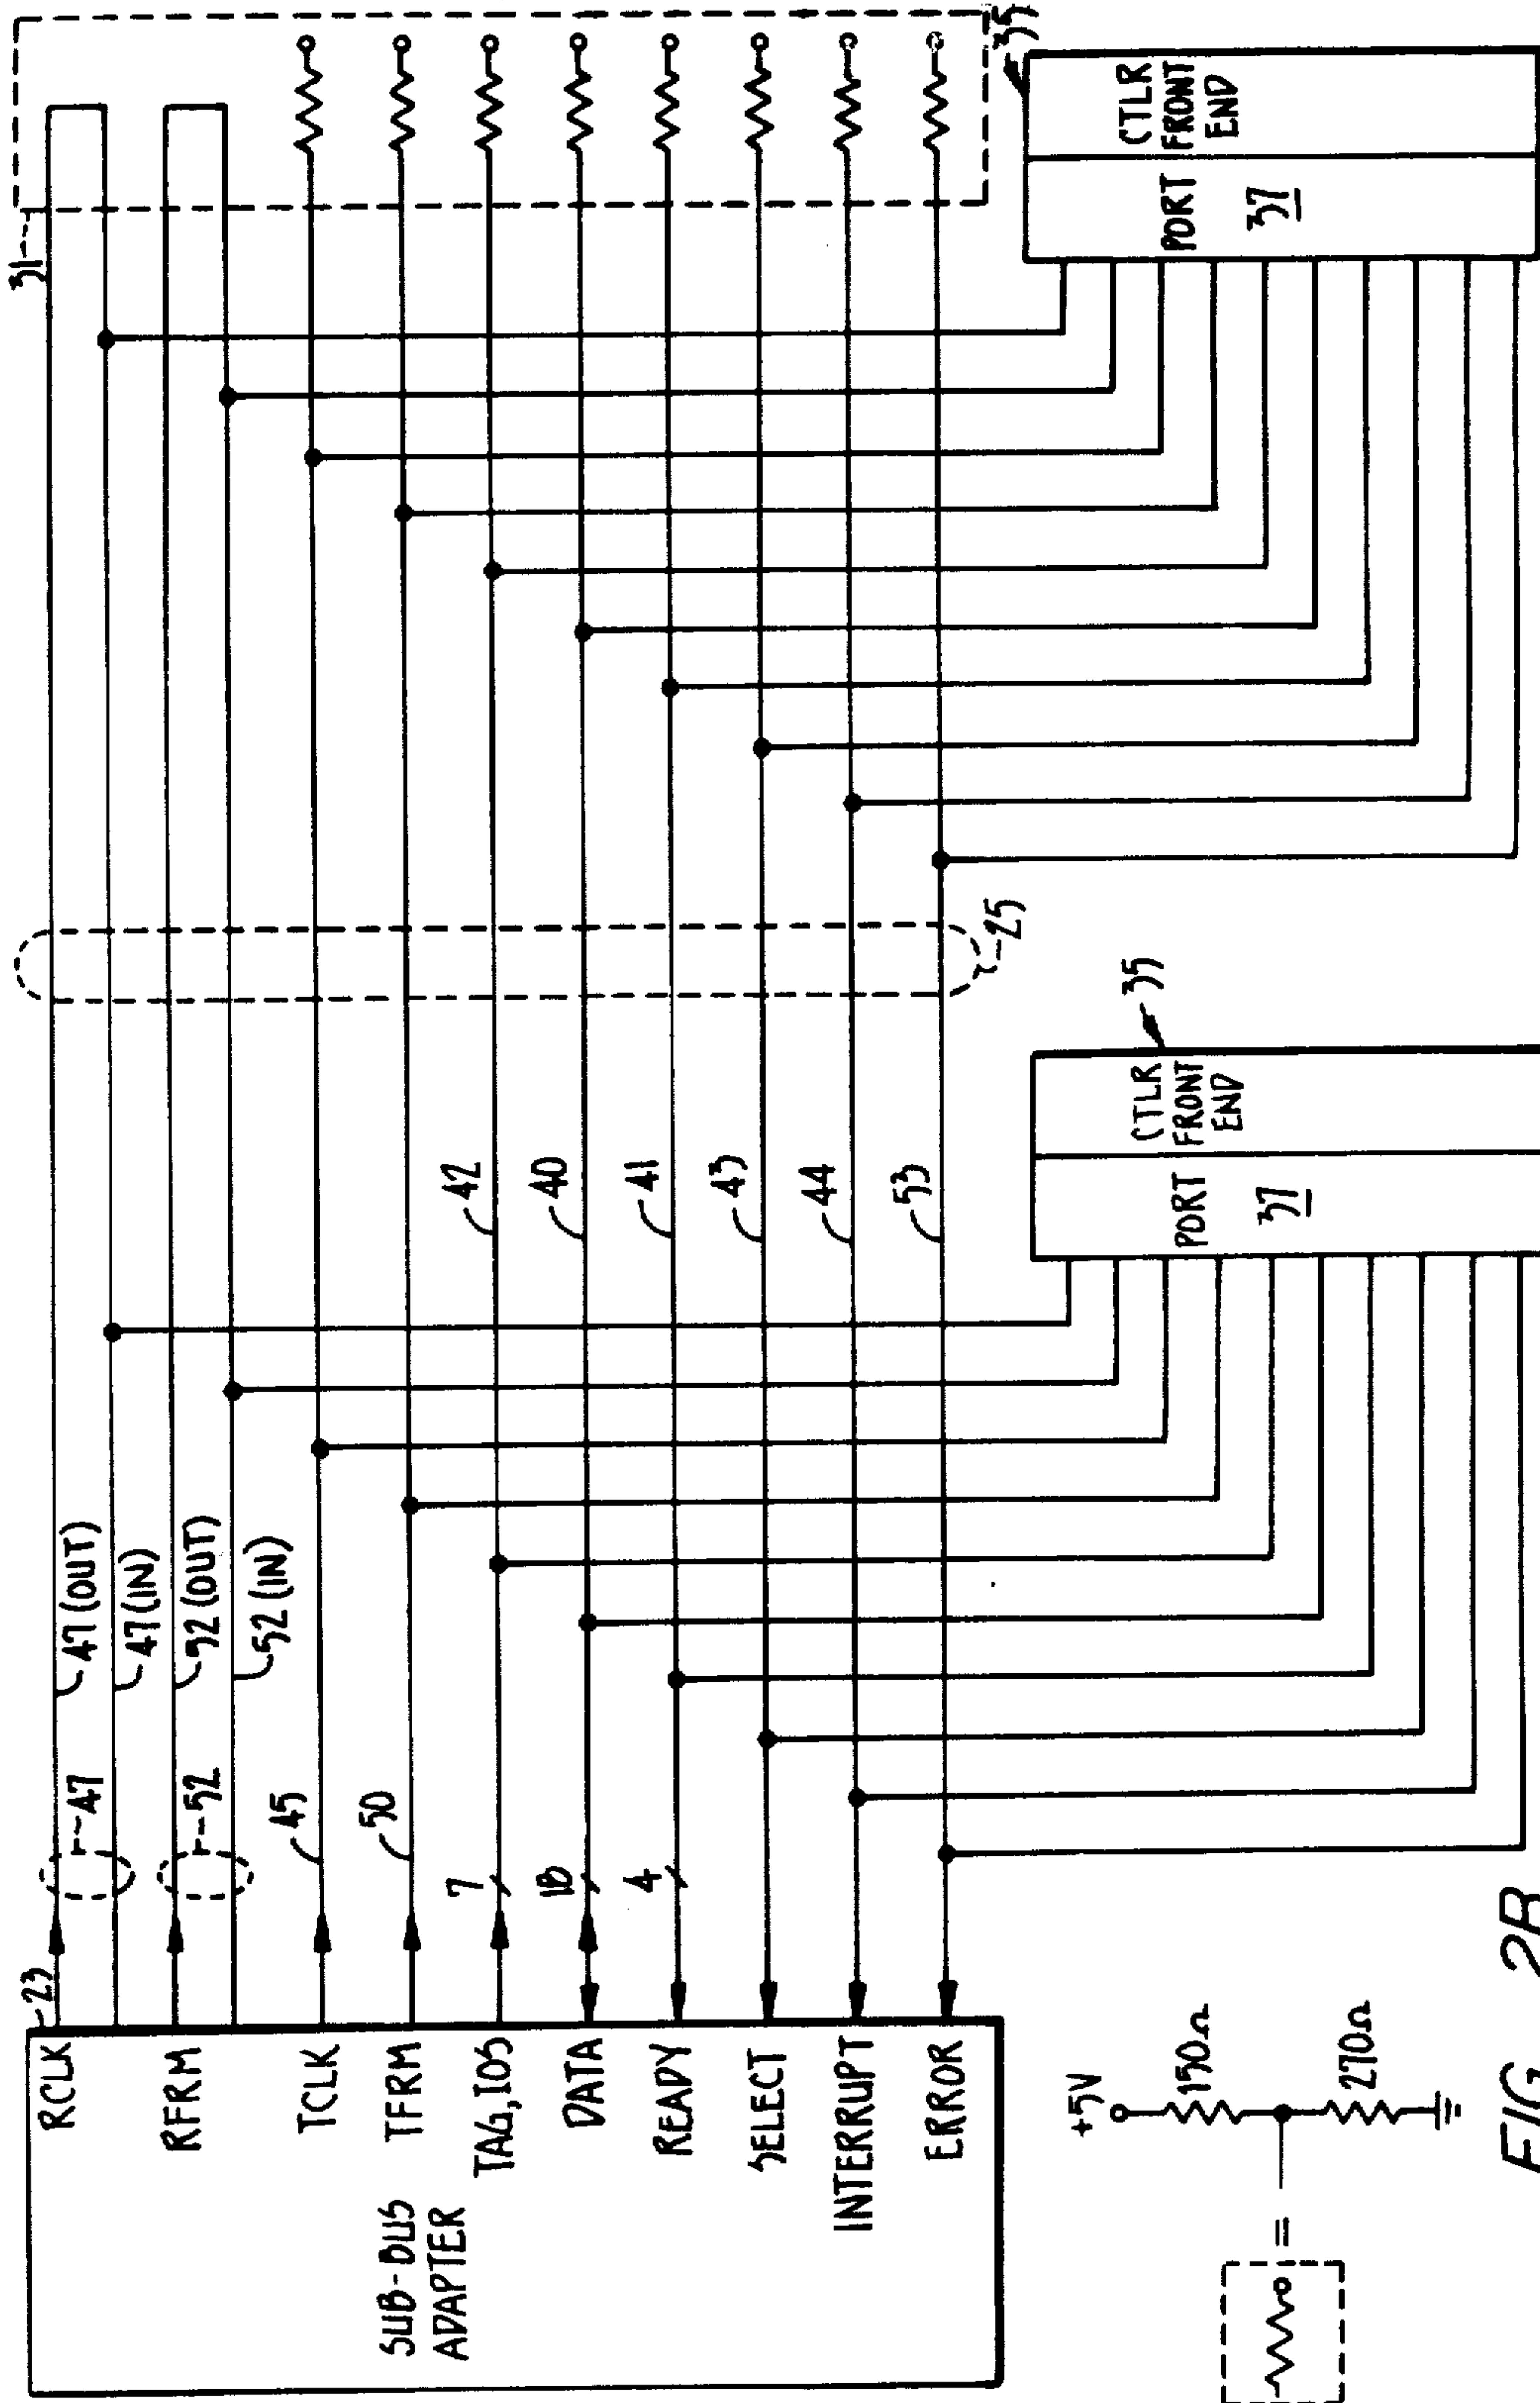 23
RCLK
RFRM
TCLK
TFRM
TAG,IOS
DATA
READY
SELECT
INTERRUPT
ERROR
SUB-BUS
ADAPTER
47
52
45
50
7
18
4
47 (OUT)
47 (IN)
52 (OUT)
52 (IN)
42
40
41
43
44
53
25
31
35
CTLR
FRONT
END
PORT
37
35
CTLR
FRONT
END
PORT
37
=
+5V
150Ω
270Ω
FIG 2B